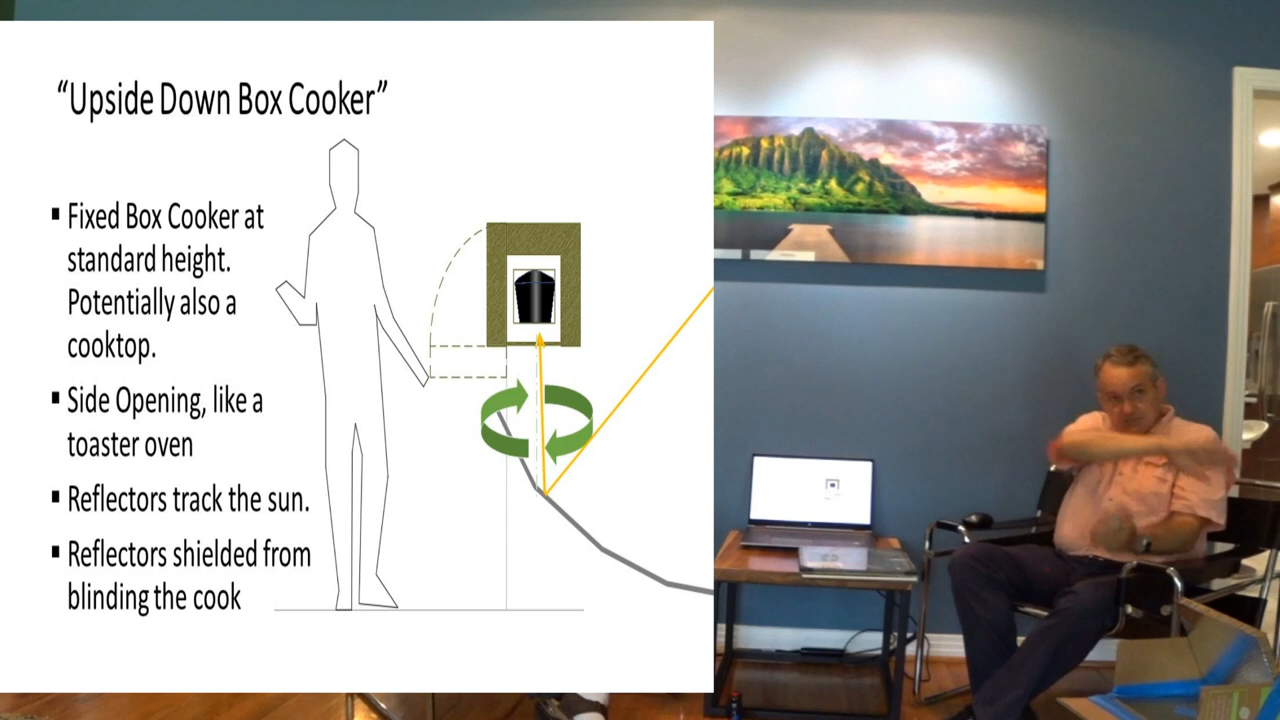 “Upside Down Box Cooker”
▪ Fixed Box Cooker at
standard height.
Potentially also a
cooktop.
▪ Side Opening, like a
toaster oven
▪ Reflectors track the sun.
▪ Reflectors shielded from
blinding the cook